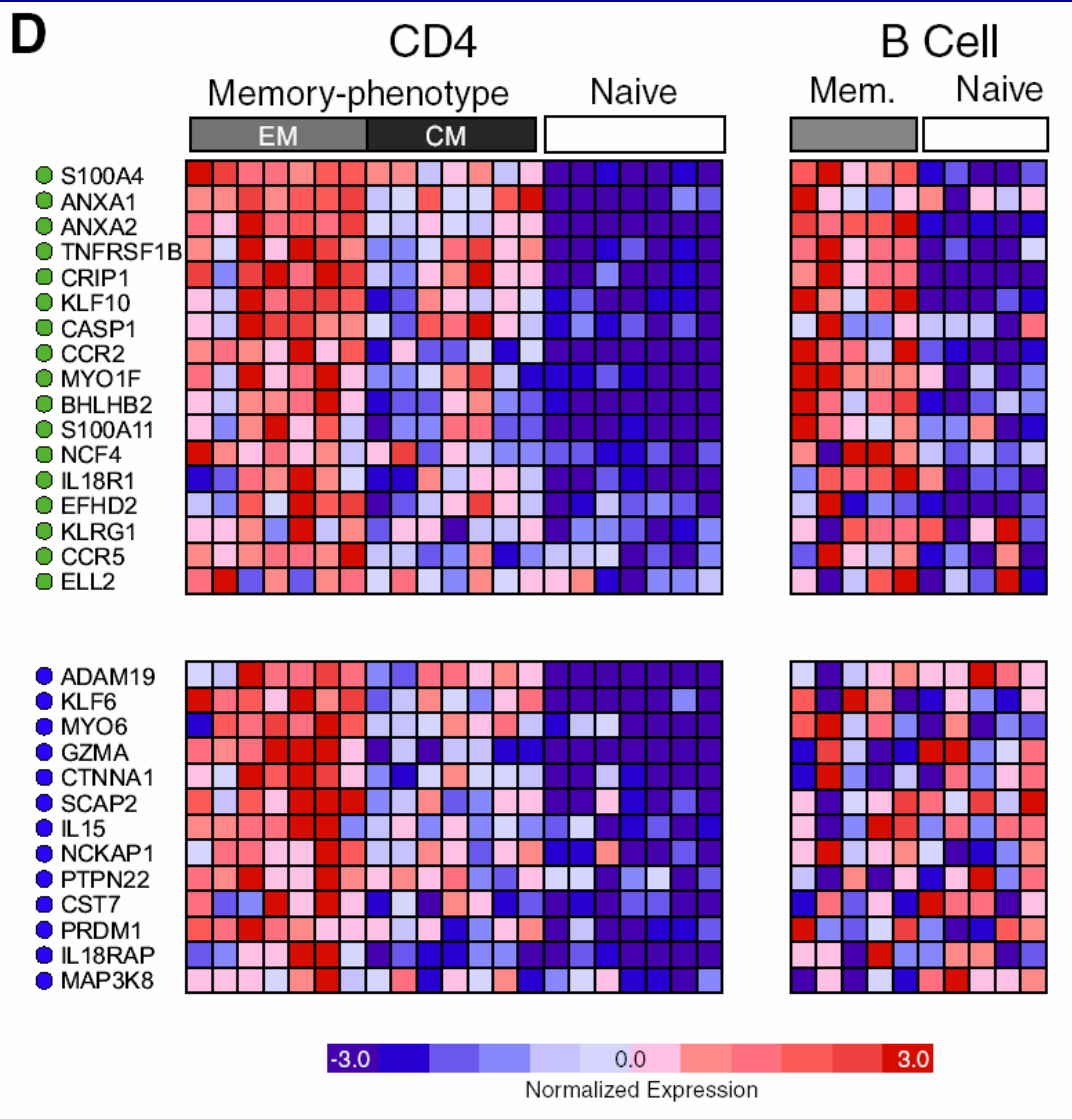 D
CD4 B Cell
Memory-phenotype Naive Mem. Naive
EM CM
S100A4
ANXA1
ANXA2
TNFRSF1B
CRIP1
KLF10
CASP1
CCR2
MYO1F
BHLHB2
S100A11
NCF4
IL18R1
EFHD2
KLRG1
CCR5
ELL2
ADAM19
KLF6
MYO6
GZMA
CTNNA1
SCAP2
IL15
NCKAP1
PTPN22
CST7
PRDM1
IL18RAP
MAP3K8
-3.0 0.0 3.0
Normalized Expression